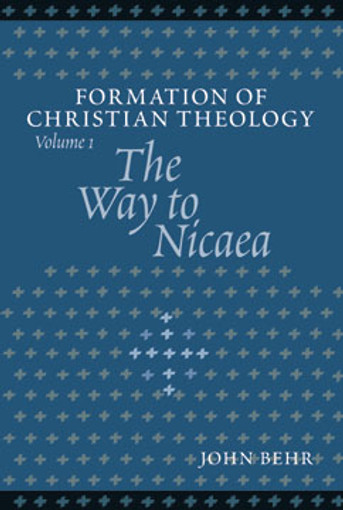 FORMATION OF
CHRISTIAN THEOLOGY
Volume 1
The
Way to
Nicaea
JOHN BEHR